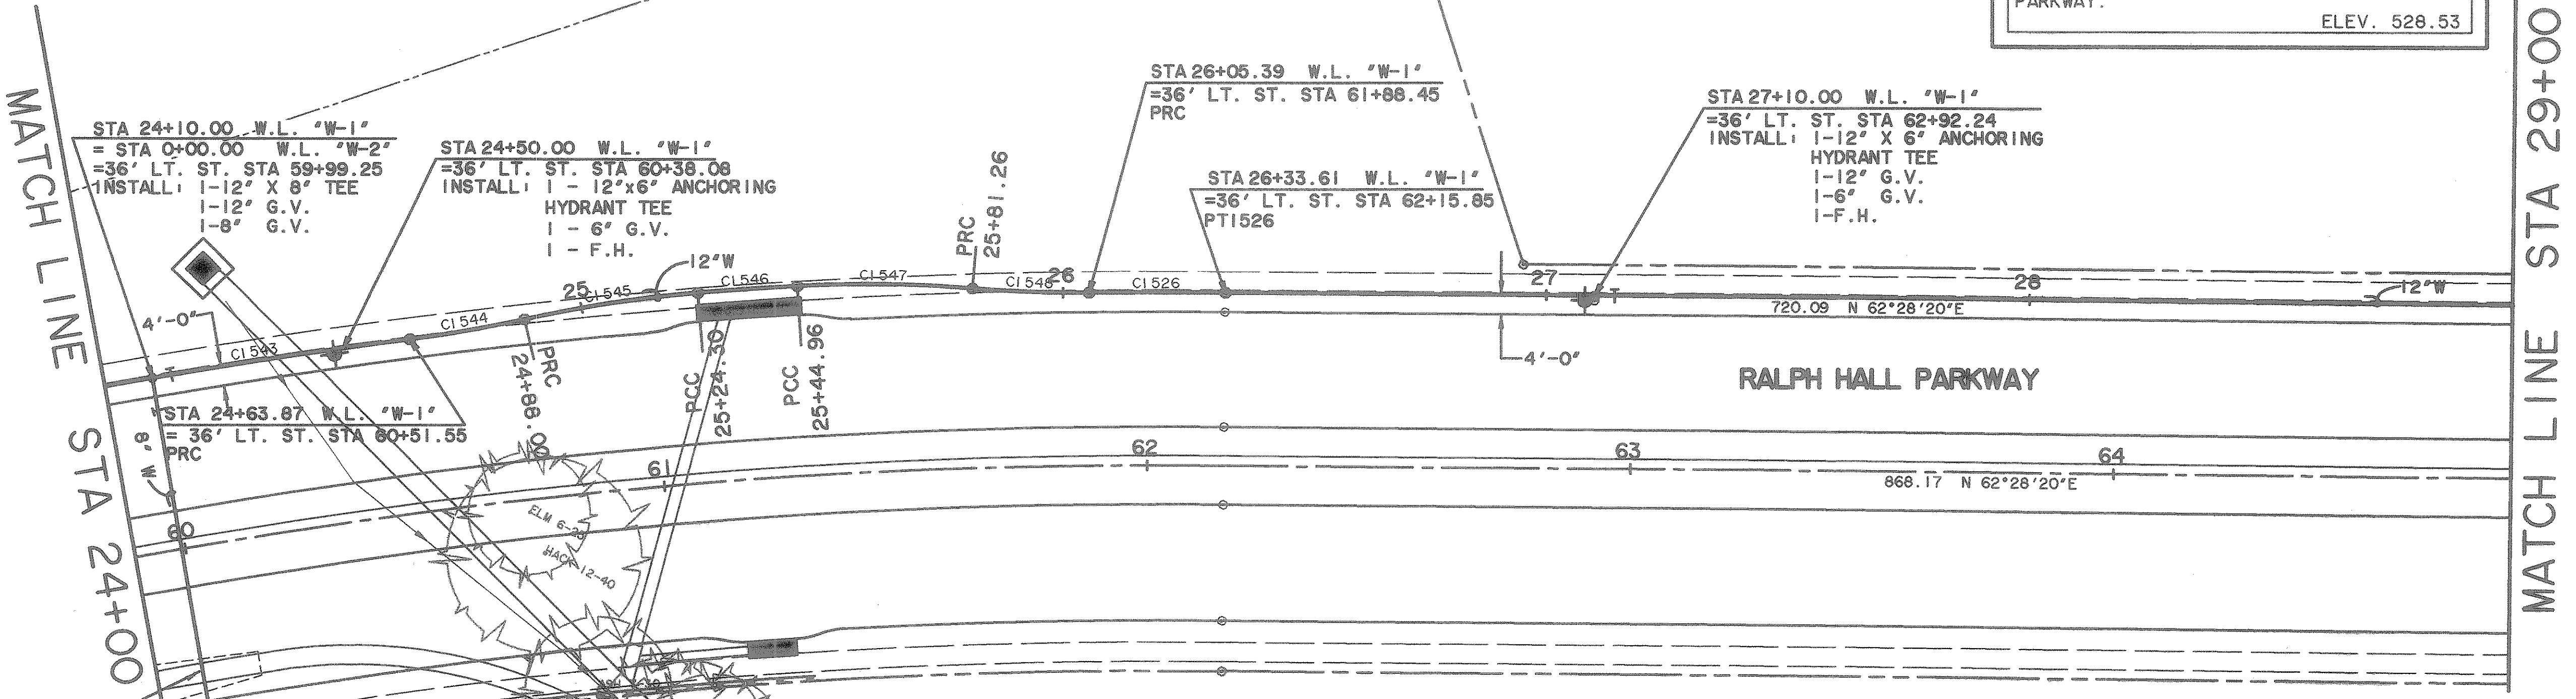 PARKWAY.
ELEV. 528.53
MATCH LINE STA 24+00
STA 24+10.00 W.L. "W-1"
= STA 0+00.00 W.L. "W-2"
=36' LT. ST. STA 59+99.25
INSTALL: 1-12" X 8" TEE
1-12" G.V.
1-8" G.V.
STA 24+50.00 W.L. "W-1"
=36' LT. ST. STA 60+38.08
INSTALL: 1 - 12"x6" ANCHORING
HYDRANT TEE
1 - 6" G.V.
1 - F.H.
STA 26+05.39 W.L. "W-1"
=36' LT. ST. STA 61+88.45
PRC
STA 26+33.61 W.L. "W-1"
=36' LT. ST. STA 62+15.85
PT1526
STA 27+10.00 W.L. "W-1"
=36' LT. ST. STA 62+92.24
INSTALL: 1-12" X 6" ANCHORING
HYDRANT TEE
1-12" G.V.
1-6" G.V.
1-F.H.
MATCH LINE STA 29+00
PRC
25+81.26
12"W
C1543
C1544
25
C1545
C1546
C1547
C1548
26
C1526
27
28
12"W
720.09 N 62°28'20"E
4'-0"
4'-0"
PRC
24+88.00
PCC
25+24.30
PCC
25+44.96
RALPH HALL PARKWAY
STA 24+63.87 W.L. "W-1"
= 36' LT. ST. STA 60+51.55
PRC
8" W
60
61
62
63
64
868.17 N 62°28'20"E
ELM 6-25
HACK 12-40